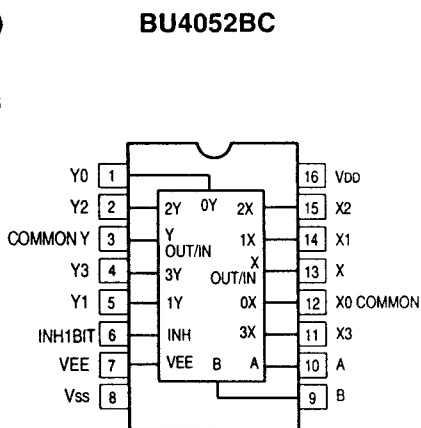 BU4052BC
Y0 1 16 VDD
Y2 2 2Y 0Y 2X 15 X2
COMMON Y 3 Y OUT/IN 1X 14 X1
Y3 4 3Y X OUT/IN 13 X
Y1 5 1Y 0X 12 X0 COMMON
INH1BIT 6 INH 3X 11 X3
VEE 7 VEE B A 10 A
Vss 8 9 B